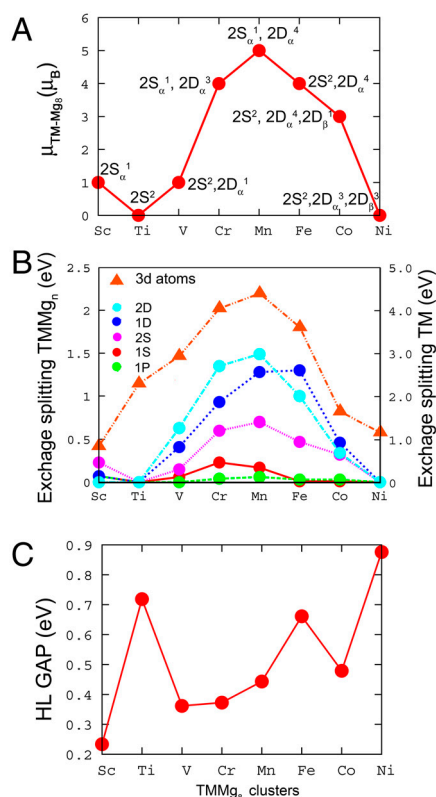 A
μTM-Mg8(μB)
6
5
4
3
2
1
0
2Sα1, 2Dα4
2Sα1, 2Dα3
2S2,2Dα4
2S2, 2Dα4,2Dβ1
2Sα1
2S2
2S2,2Dα1
2S2,2Dα3,2Dβ3
Sc Ti V Cr Mn Fe Co Ni
B
Exchage splitting TMMgn (eV)
2.5
2
1.5
1
0.5
0
3d atoms
2D
1D
2S
1S
1P
5.0
4.0
3.0
2.0
1.0
0
Exchage splitting TM (eV)
Sc Ti V Cr Mn Fe Co Ni
C
HL GAP (eV)
0.9
0.8
0.7
0.6
0.5
0.4
0.3
0.2
Sc Ti V Cr Mn Fe Co Ni
TMMg8 clusters